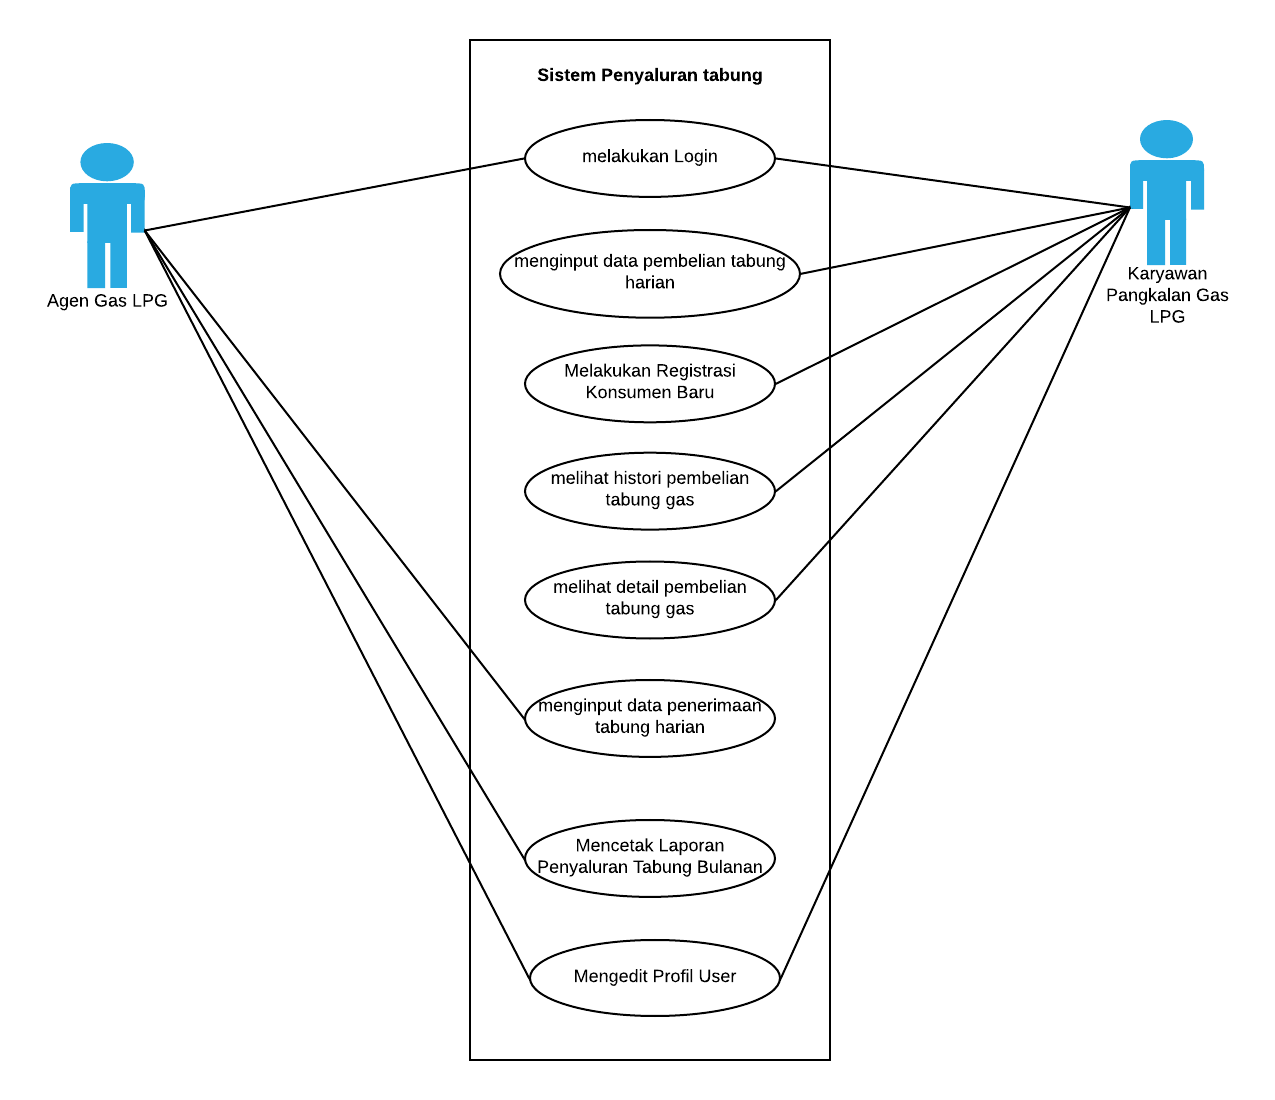 Sistem Penyaluran tabung
melakukan Login
menginput data pembelian tabung
harian
Melakukan Registrasi
Konsumen Baru
melihat histori pembelian
tabung gas
melihat detail pembelian
tabung gas
menginput data penerimaan
tabung harian
Mencetak Laporan
Penyaluran Tabung Bulanan
Mengedit Profil User
Agen Gas LPG
Karyawan
Pangkalan Gas
LPG